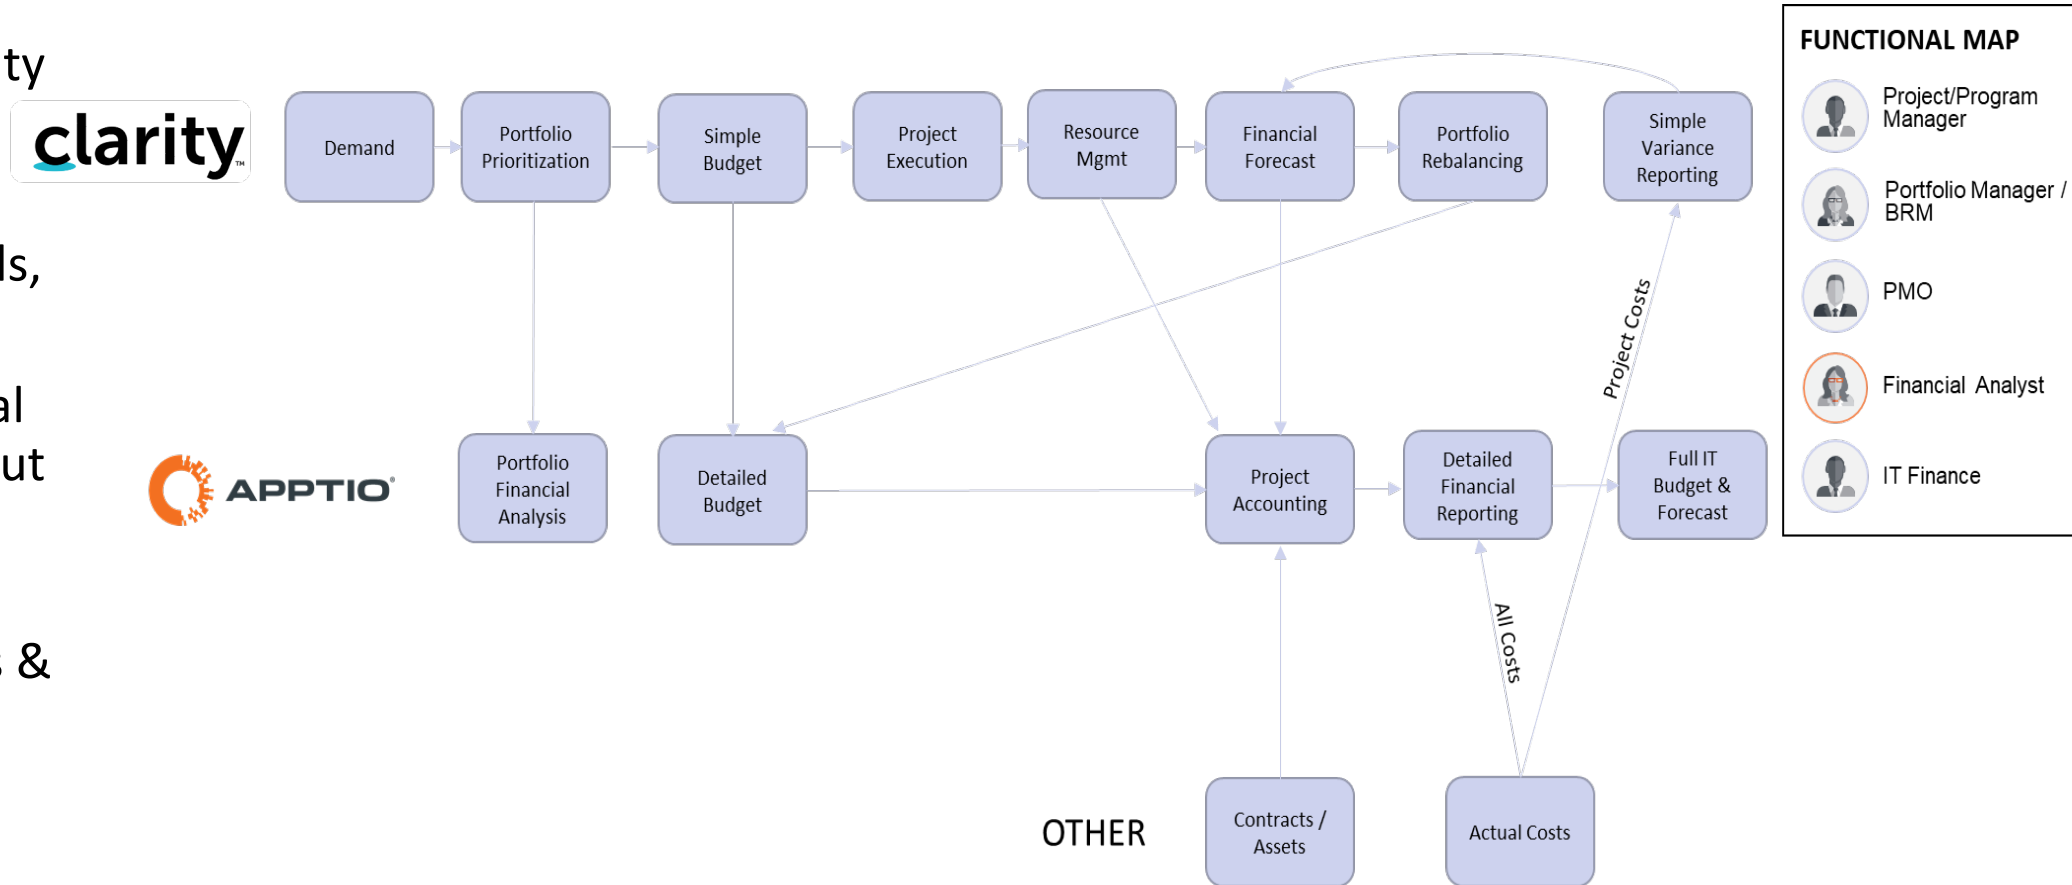 ty
clarity™
ls,
al
ut
s &
Demand
Portfolio
Prioritization
Simple
Budget
Project
Execution
Resource
Mgmt
Financial
Forecast
Portfolio
Rebalancing
Simple
Variance
Reporting
Project Costs
APPTIO®
Portfolio
Financial
Analysis
Detailed
Budget
Project
Accounting
Detailed
Financial
Reporting
Full IT
Budget &
Forecast
All Costs
OTHER
Contracts /
Assets
Actual Costs
FUNCTIONAL MAP
Project/Program
Manager
Portfolio Manager /
BRM
PMO
Financial Analyst
IT Finance